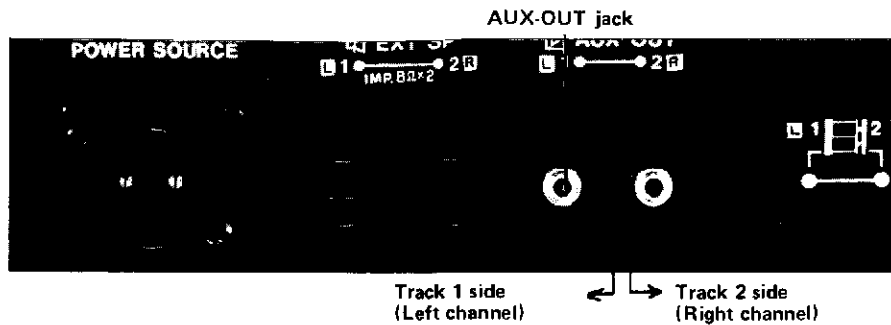 AUX-OUT jack
POWER SOURCE
EXT SP
L 1 2 R
IMP. 8Ω×2
AUX OUT
L 1 2 R
L 1 2
Track 1 side
(Left channel)
Track 2 side
(Right channel)